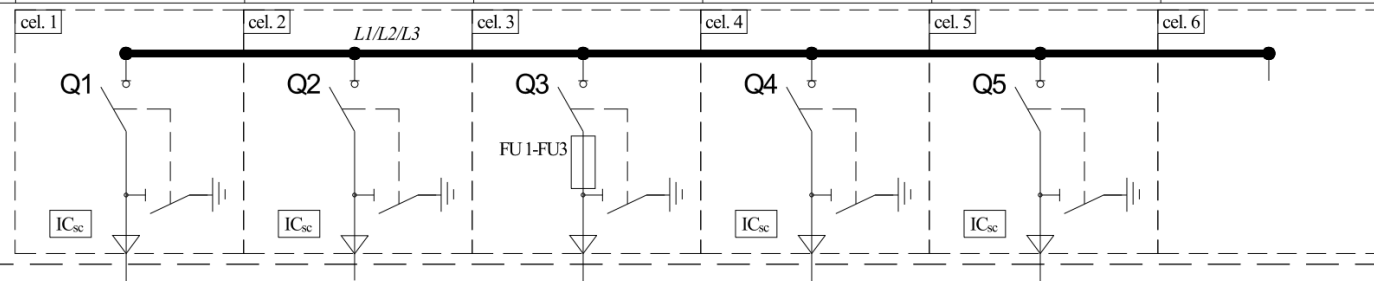 cel. 1
cel. 2
cel. 3
cel. 4
cel. 5
cel. 6
L1/L2/L3
Q1
Q2
Q3
Q4
Q5
FU1-FU3
ICsc
ICsc
ICsc
ICsc